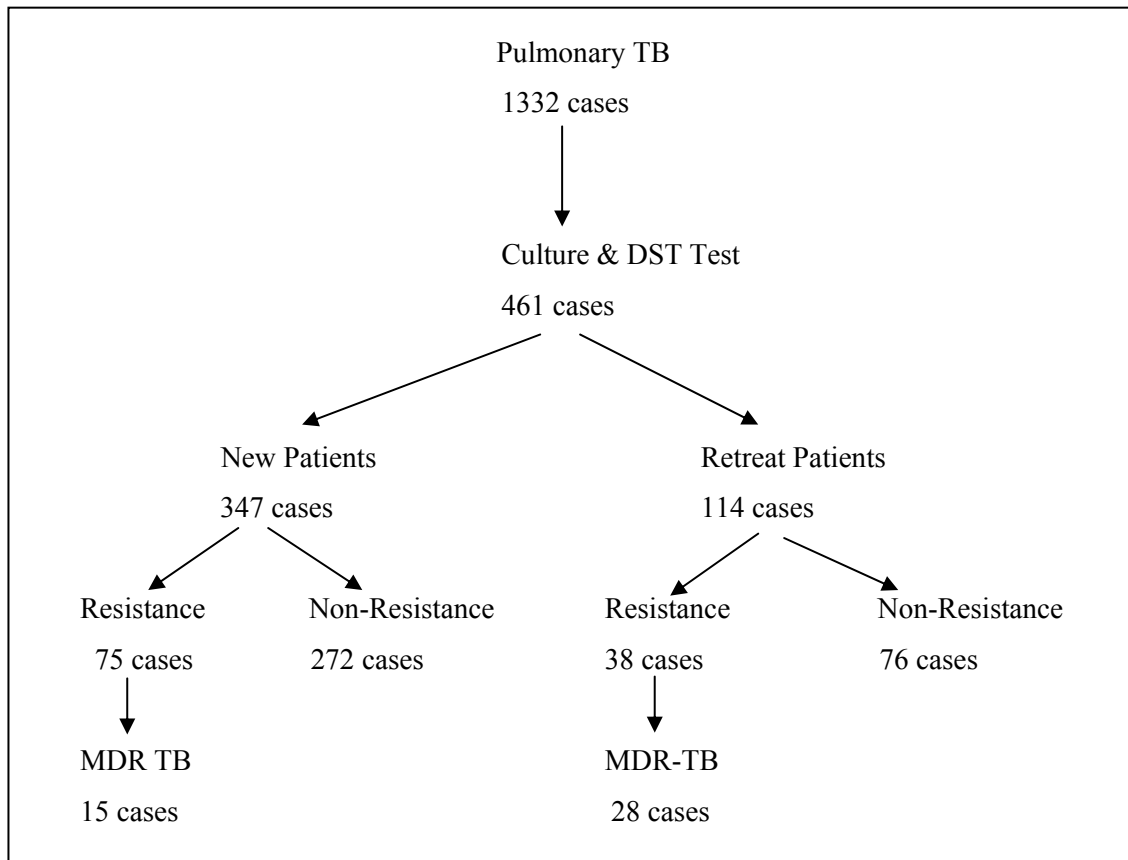 Pulmonary TB
1332 cases
Culture & DST Test
461 cases
New Patients
347 cases
Retreat Patients
114 cases
Resistance
75 cases
Non-Resistance
272 cases
Resistance
38 cases
Non-Resistance
76 cases
MDR TB
15 cases
MDR-TB
28 cases